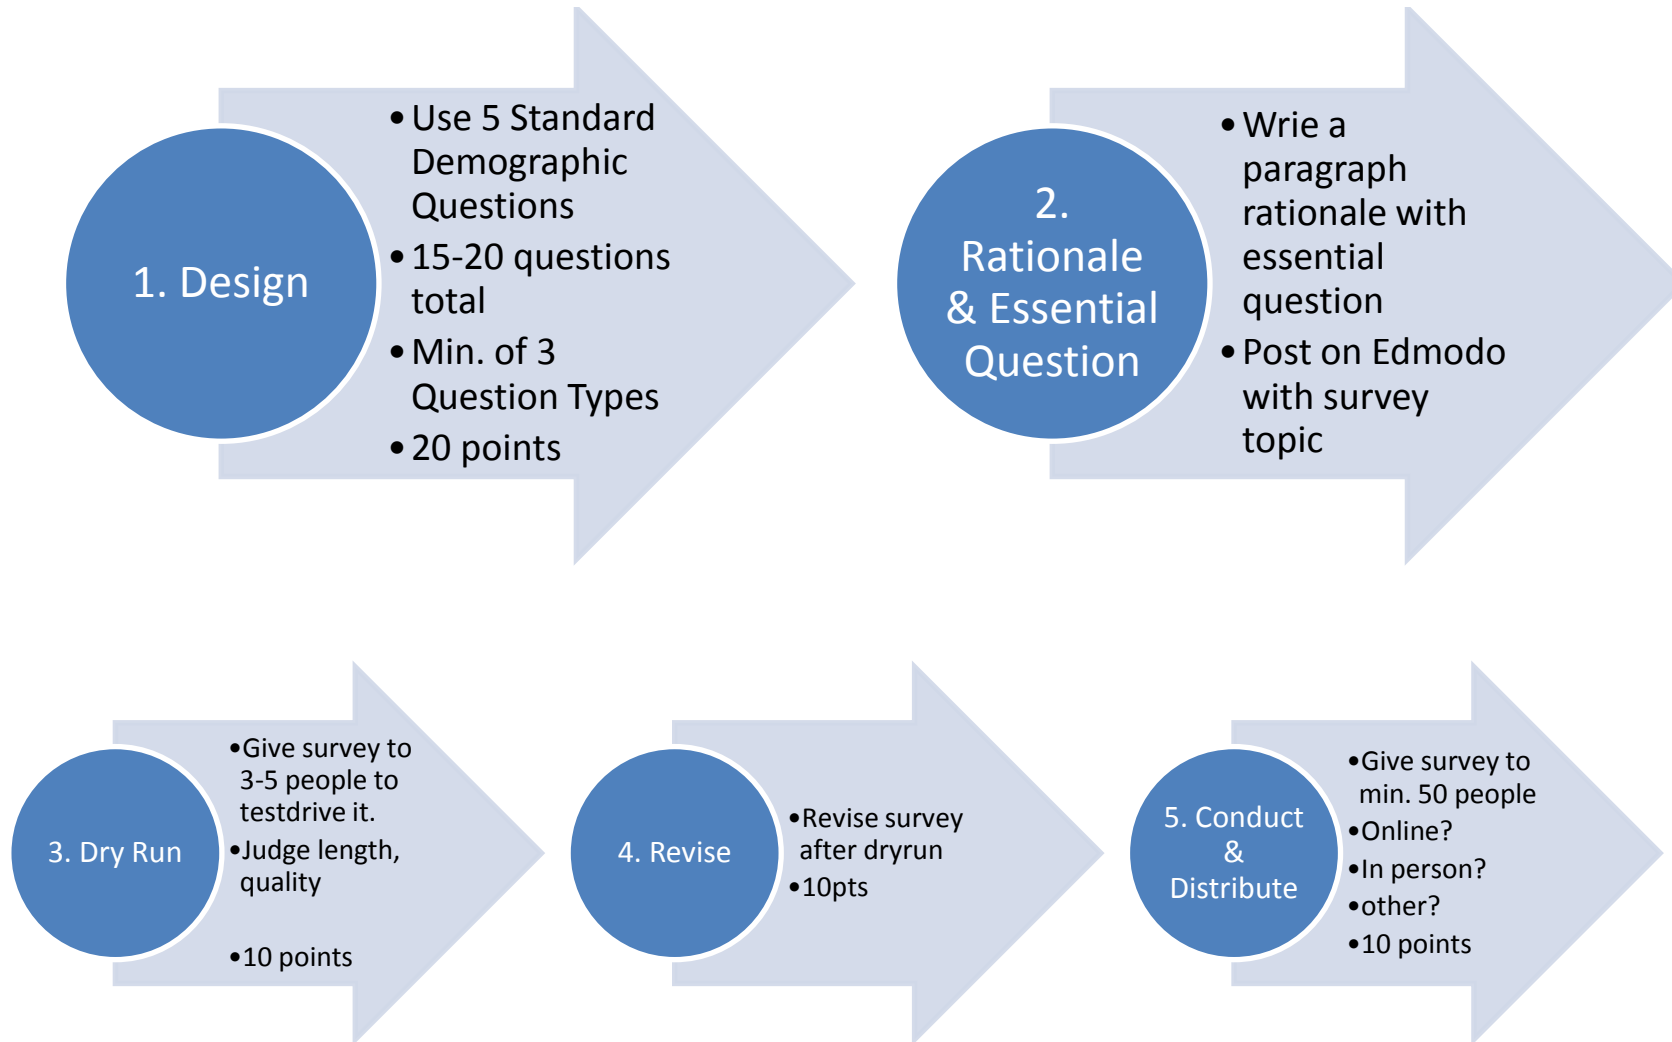 1. Design
•Use 5 Standard
Demographic
Questions
•15-20 questions
total
•Min. of 3
Question Types
•20 points
2.
Rationale
& Essential
Question
•Wrie a
paragraph
rationale with
essential
question
•Post on Edmodo
with survey
topic
3. Dry Run
•Give survey to
3-5 people to
testdrive it.
•Judge length,
quality
•10 points
4. Revise
•Revise survey
after dryrun
•10pts
5. Conduct
&
Distribute
•Give survey to
min. 50 people
•Online?
•In person?
•other?
•10 points